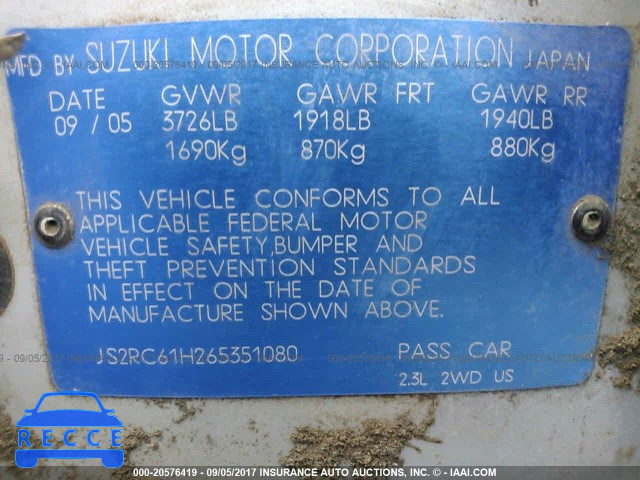 MFD BY SUZUKI MOTOR CORPORATION JAPAN
DATE GVWR GAWR FRT GAWR RR
09 / 05 3726LB 1918LB 1940LB
1690Kg 870Kg 880Kg
THIS VEHICLE CONFORMS TO ALL
APPLICABLE FEDERAL MOTOR
VEHICLE SAFETY,BUMPER AND
THEFT PREVENTION STANDARDS
IN EFFECT ON THE DATE OF
MANUFACTURE SHOWN ABOVE.
JS2RC61H265351080 PASS CAR
2.3L 2WD US
RECCE
000-20576419 - 09/05/2017 INSURANCE AUTO AUCTIONS, INC. © - IAAI.COM